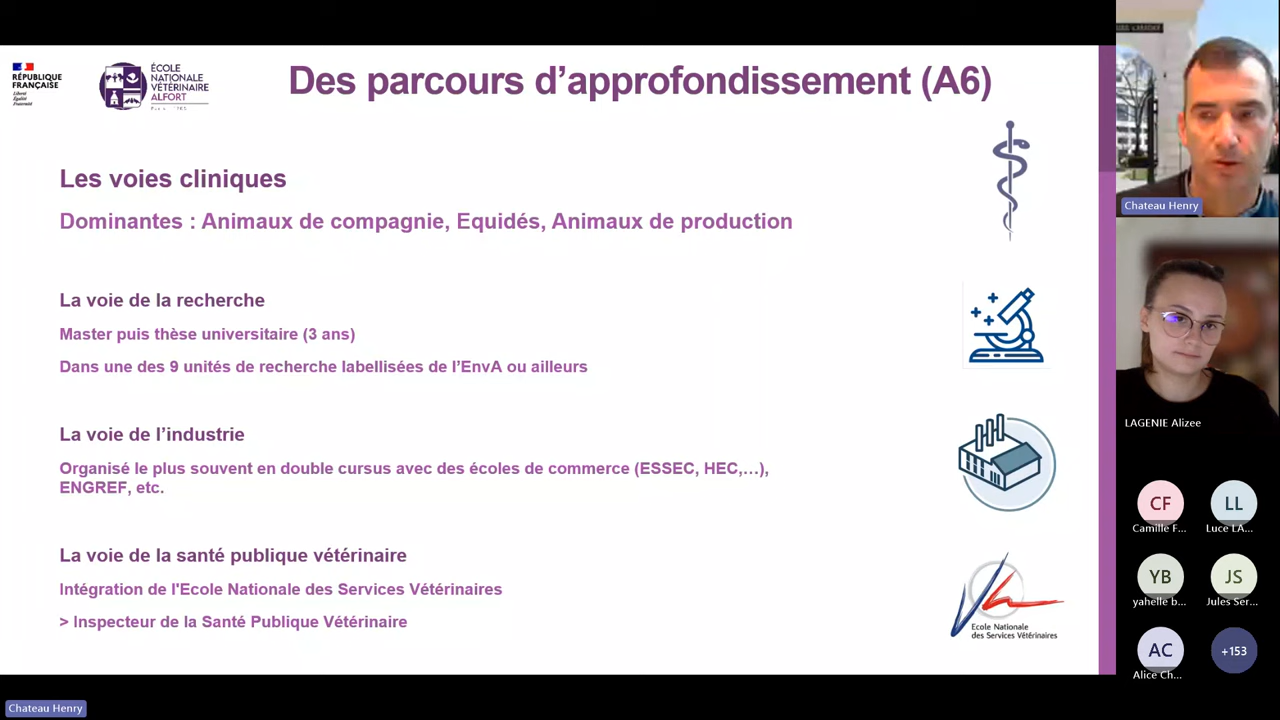 RÉPUBLIQUE
FRANÇAISE
Liberté
Égalité
Fraternité
ÉCOLE
NATIONALE
VÉTÉRINAIRE
ALFORT
Des parcours d’approfondissement (A6)
Les voies cliniques
Dominantes : Animaux de compagnie, Equidés, Animaux de production
La voie de la recherche
Master puis thèse universitaire (3 ans)
Dans une des 9 unités de recherche labellisées de l’EnvA ou ailleurs
La voie de l’industrie
Organisé le plus souvent en double cursus avec des écoles de commerce (ESSEC, HEC,…),
ENGREF, etc.
La voie de la santé publique vétérinaire
Intégration de l'Ecole Nationale des Services Vétérinaires
> Inspecteur de la Santé Publique Vétérinaire
Ecole Nationale
des Services Vétérinaires
Chateau Henry
LAGENIE Alizee
CF
Camille F...
LL
Luce LA...
YB
yahelle b...
JS
Jules Ser...
AC
Alice Ch...
+153
Chateau Henry